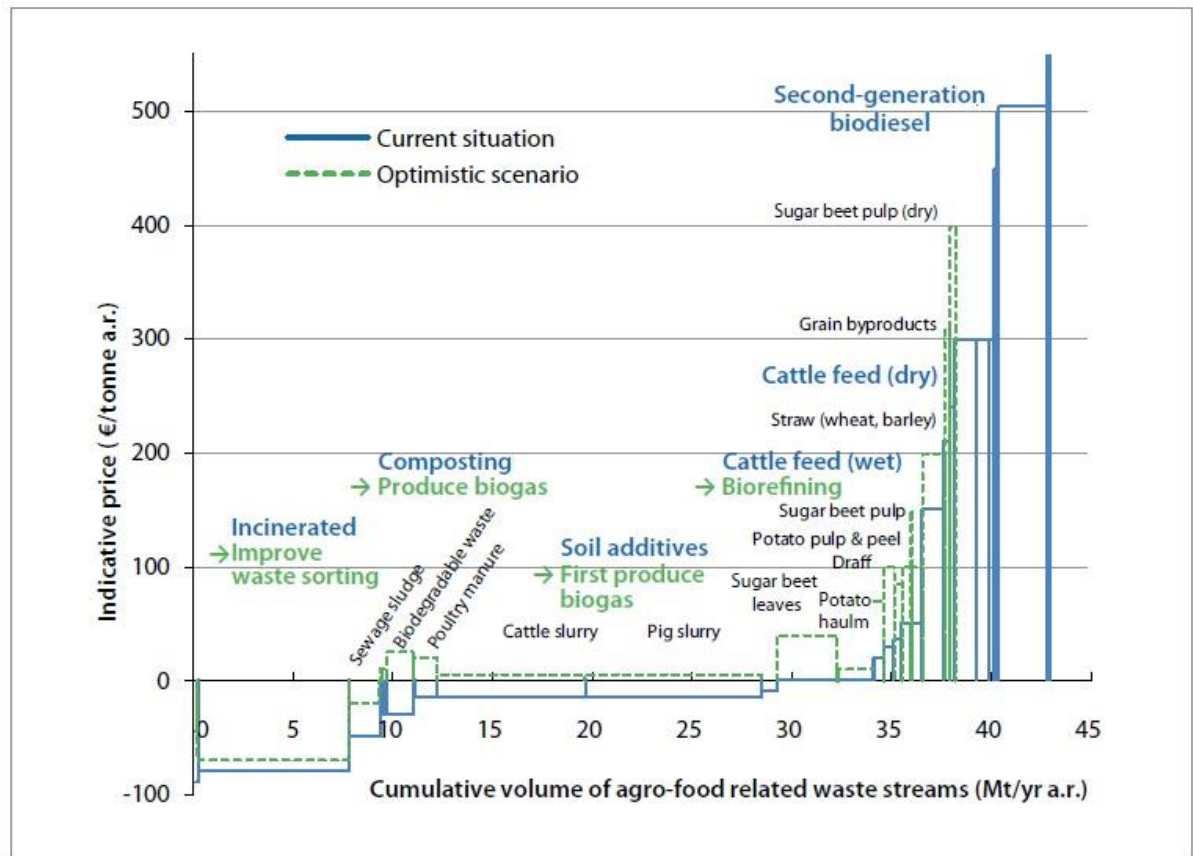 500
400
300
200
100
0
-100
Indicative price ( €/tonne a.r.)
Current situation
Optimistic scenario
Second-generation
biodiesel
Sugar beet pulp (dry)
Grain byproducts
Cattle feed (dry)
Straw (wheat, barley)
Cattle feed (wet)
→ Biorefining
Sugar beet pulp
Potato pulp & peel
Draff
Composting
→ Produce biogas
Incinerated
→ Improve
waste sorting
Soil additives
→ First produce
biogas
Sugar beet
leaves
Potato
haulm
Sewage sludge
Biodegradable waste
Poultry manure
Cattle slurry
Pig slurry
0 5 10 15 20 25 30 35 40 45
Cumulative volume of agro-food related waste streams (Mt/yr a.r.)